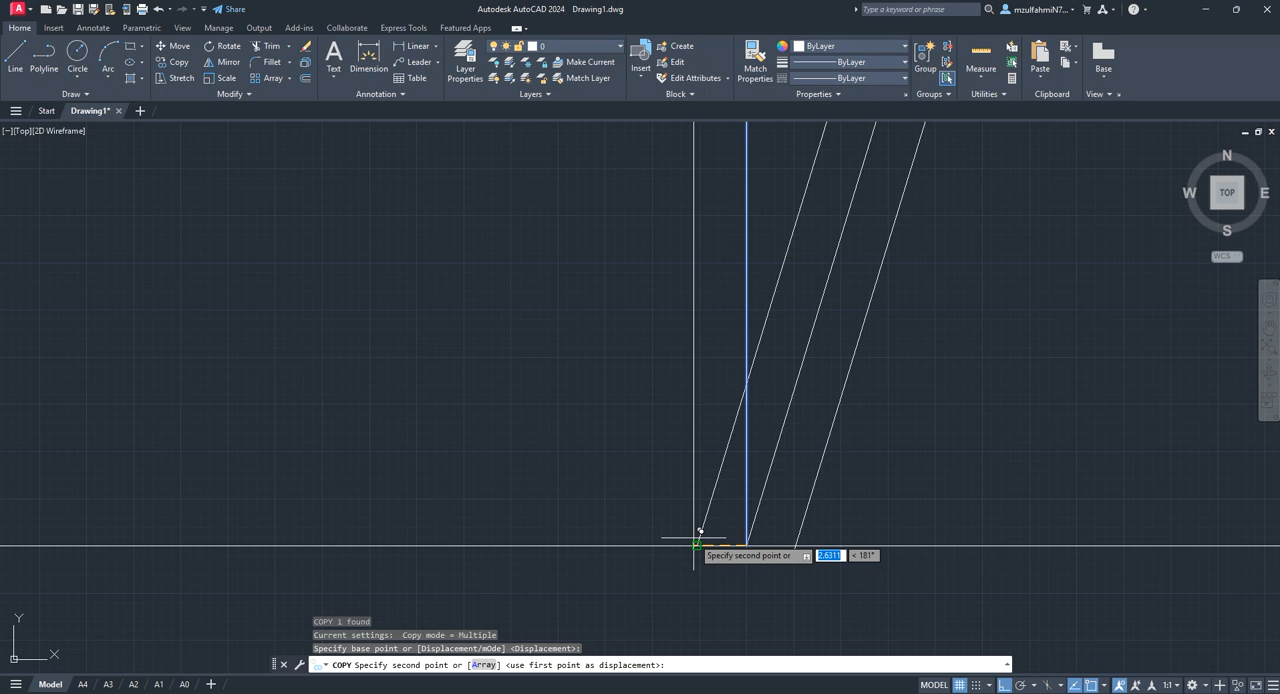 Share
Autodesk AutoCAD 2024 Drawing1.dwg
Type a keyword or phrase
mzulfahmiN7...
Home Insert Annotate Parametric View Manage Output Add-ins Collaborate Express Tools Featured Apps
Line Polyline Circle Arc
Move Rotate Trim
Copy Mirror Fillet
Stretch Scale Array
Text Dimension
Linear
Leader
Table
Layer Properties
0
Make Current
Match Layer
Insert
Create
Edit
Edit Attributes
Match Properties
ByLayer
ByLayer
ByLayer
Group
Measure
Paste
Base
Draw Modify Annotation Layers Block Properties Groups Utilities Clipboard View
Start Drawing1*
[−][Top][2D Wireframe]
N
W TOP E
S
WCS
Specify second point or 2.6311 < 181°
COPY 1 found
Current settings: Copy mode = Multiple
Specify base point or [Displacement/mOde] <Displacement>:
COPY Specify second point or [Array] <use first point as displacement>:
Y
X
Model A4 A3 A2 A1 A0
MODEL 1:1